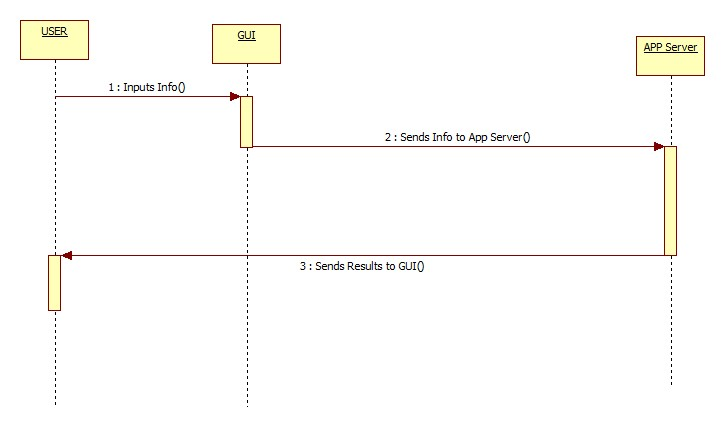 USER
GUI
APP Server
1 : Inputs Info()
2 : Sends Info to App Server()
3 : Sends Results to GUI()